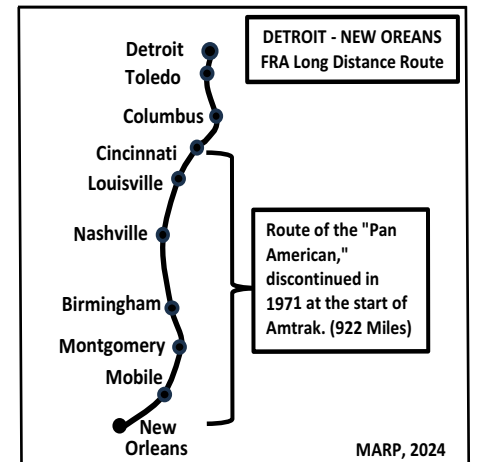 DETROIT - NEW OREANS
FRA Long Distance Route
Detroit
Toledo
Columbus
Cincinnati
Louisville
Nashville
Birmingham
Montgomery
Mobile
New
Orleans
Route of the "Pan
American,"
discontinued in
1971 at the start of
Amtrak. (922 Miles)
MARP, 2024